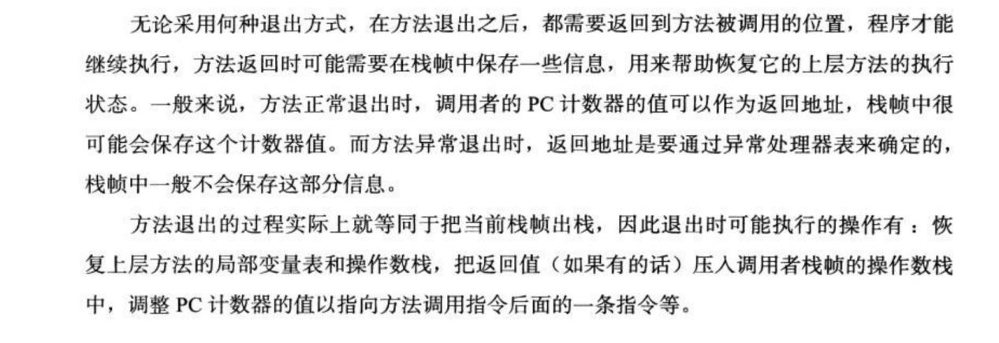 无论采用何种退出方式，在方法退出之后，都需要返回到方法被调用的位置，程序才能
继续执行，方法返回时可能需要在栈帧中保存一些信息，用来帮助恢复它的上层方法的执行
状态。一般来说，方法正常退出时，调用者的 PC 计数器的值可以作为返回地址，栈帧中很
可能会保存这个计数器值。而方法异常退出时，返回地址是要通过异常处理器表来确定的，
栈帧中一般不会保存这部分信息。
方法退出的过程实际上就等同于把当前栈帧出栈，因此退出时可能执行的操作有：恢
复上层方法的局部变量表和操作数栈，把返回值（如果有的话）压入调用者栈帧的操作数栈
中，调整 PC 计数器的值以指向方法调用指令后面的一条指令等。